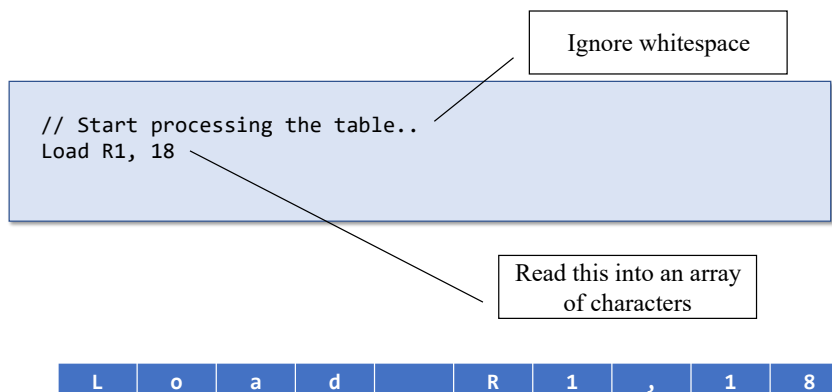 Ignore whitespace
// Start processing the table..
Load R1, 18
Read this into an array
of characters
L o a d R 1 , 1 8